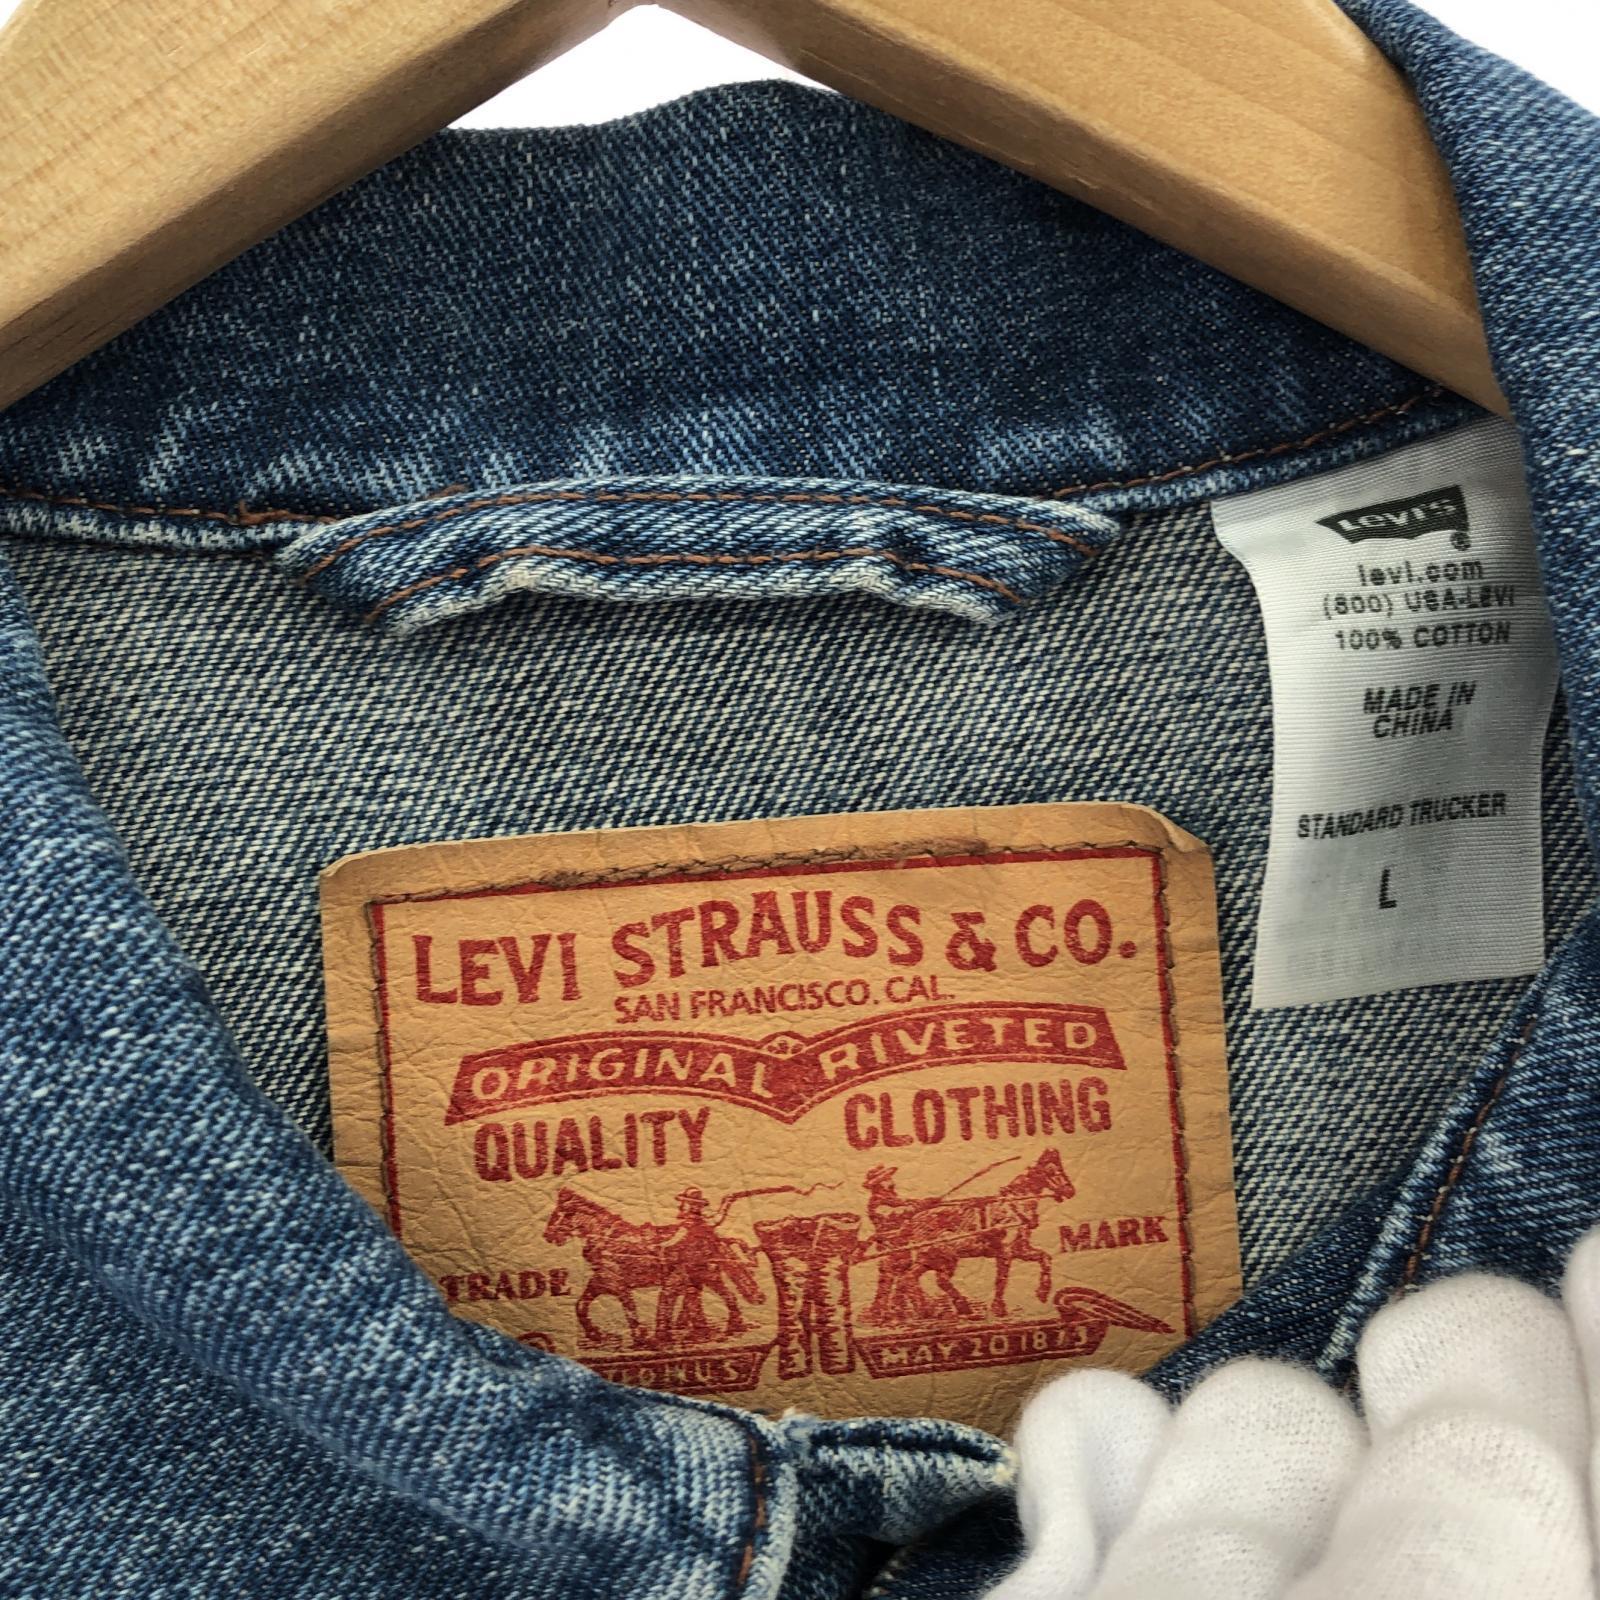 LEVI'S
levi.com
(800) USA-LEVI
100% COTTON
MADE IN
CHINA
STANDARD TRUCKER
L
LEVI STRAUSS & CO.
SAN FRANCISCO. CAL.
ORIGINAL RIVETED
QUALITY CLOTHING
TRADE MARK
MAY 20 1873